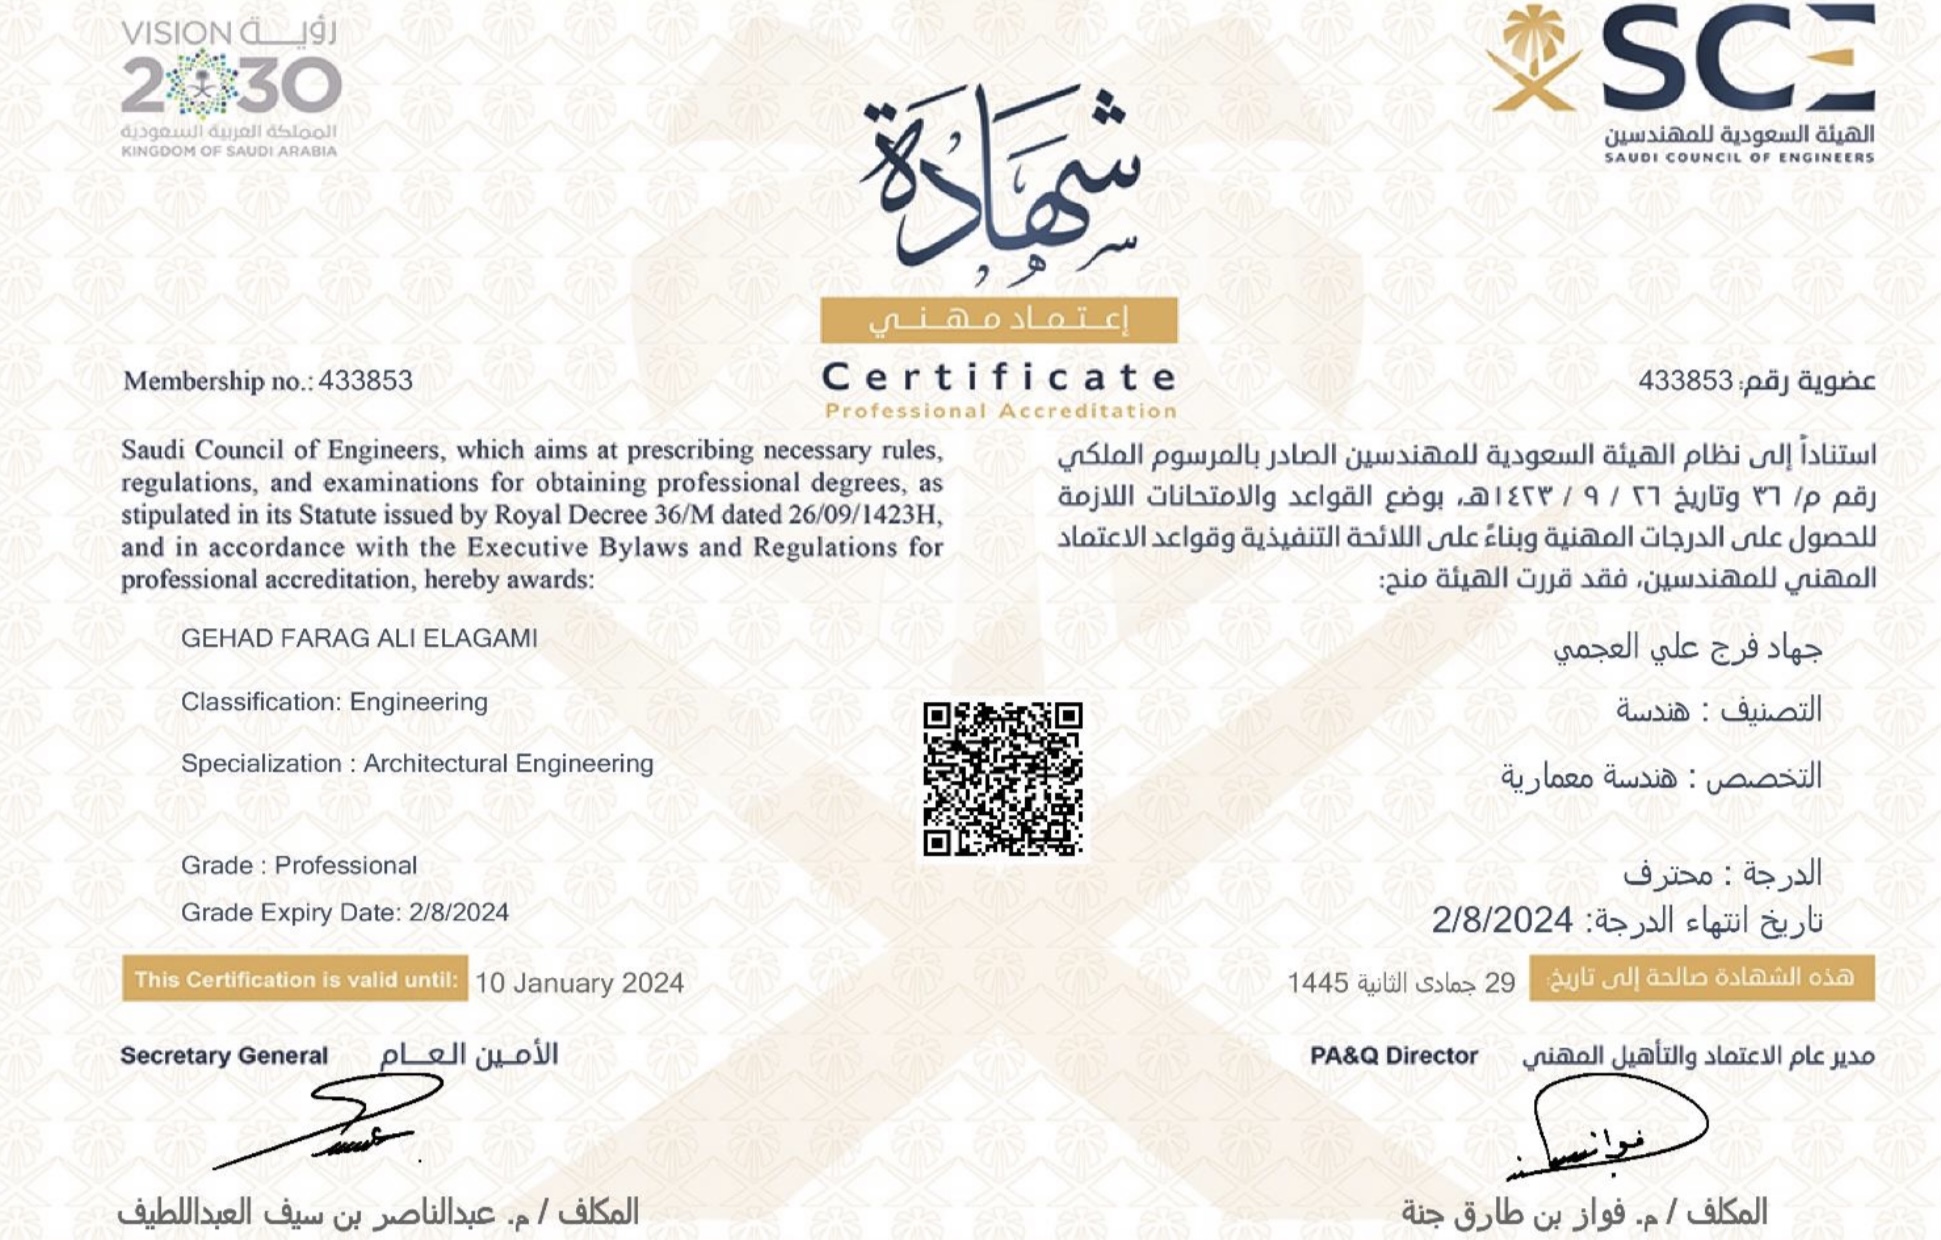 VISION رؤيـــة
2030
المملكة العربية السعودية
KINGDOM OF SAUDI ARABIA
SCE
الهيئة السعودية للمهندسين
SAUDI COUNCIL OF ENGINEERS
شهادة
إعـتـمـاد مـهـنـي
Certificate
Professional Accreditation
Membership no.: 433853
عضوية رقم: 433853
Saudi Council of Engineers, which aims at prescribing necessary rules,
regulations, and examinations for obtaining professional degrees, as
stipulated in its Statute issued by Royal Decree 36/M dated 26/09/1423H,
and in accordance with the Executive Bylaws and Regulations for
professional accreditation, hereby awards:
استناداً إلى نظام الهيئة السعودية للمهندسين الصادر بالمرسوم الملكي
رقم م/ ٣٦ وتاريخ ٢٦ / ٩ / ١٤٢٣هـ، بوضع القواعد والامتحانات اللازمة
للحصول على الدرجات المهنية وبناءً على اللائحة التنفيذية وقواعد الاعتماد
المهني للمهندسين، فقد قررت الهيئة منح:
GEHAD FARAG ALI ELAGAMI
Classification: Engineering
Specialization : Architectural Engineering
Grade : Professional
Grade Expiry Date: 2/8/2024
جهاد فرج علي العجمي
التصنيف : هندسة
التخصص : هندسة معمارية
الدرجة : محترف
تاريخ انتهاء الدرجة: 2/8/2024
This Certification is valid until: 10 January 2024
هذه الشهادة صالحة إلى تاريخ: 29 جمادى الثانية 1445
Secretary General الأمـين العـــام
PA&Q Director مدير عام الاعتماد والتأهيل المهني
المكلف / م. عبدالناصر بن سيف العبداللطيف
المكلف / م. فواز بن طارق جنة